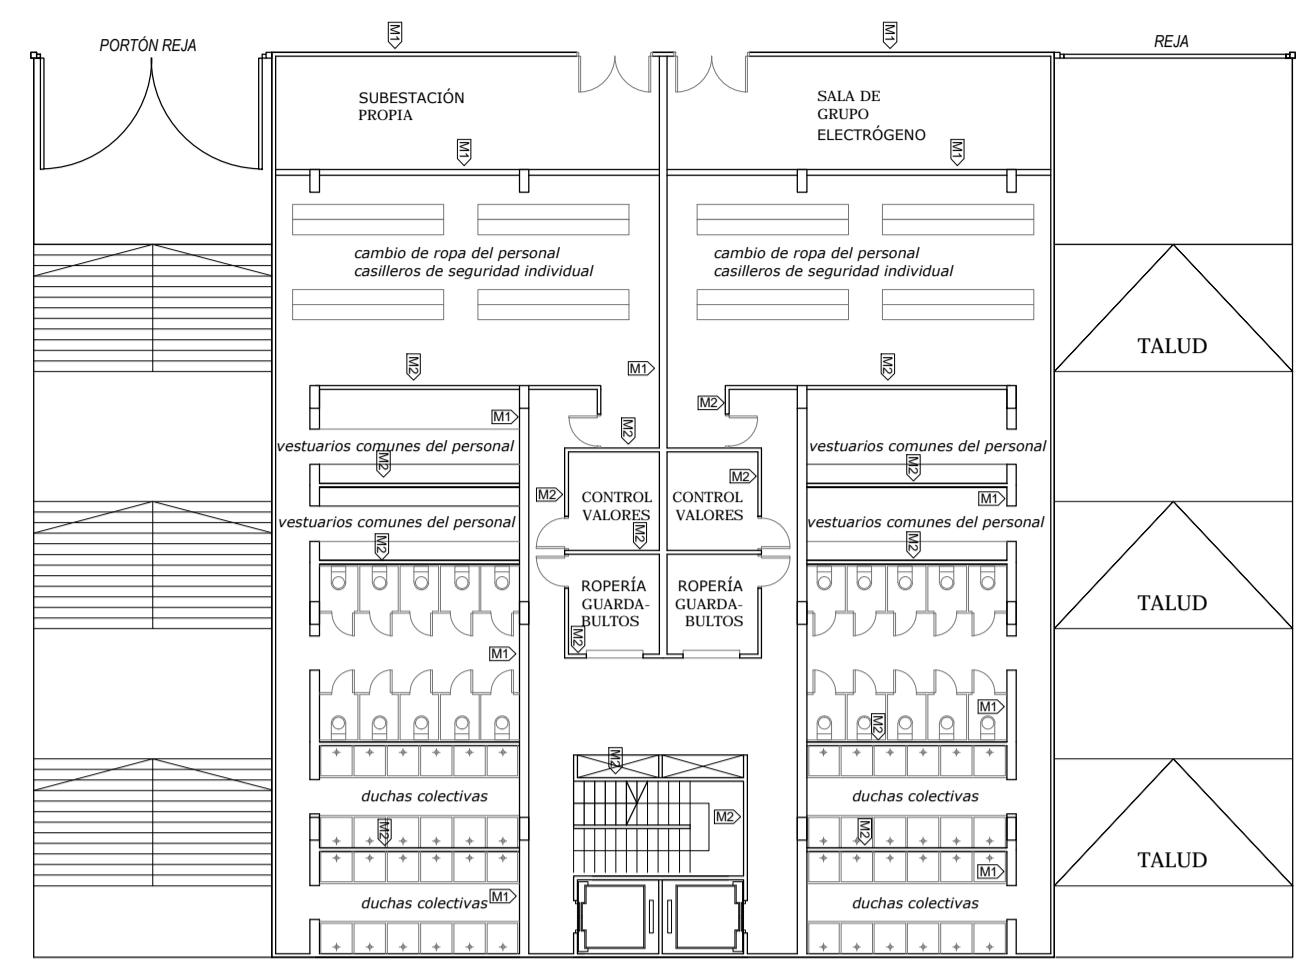 M1
M1
PORTÓN REJA
REJA
SUBESTACIÓN
PROPIA
SALA DE
GRUPO
ELECTRÓGENO
M1
M1
cambio de ropa del personal
casilleros de seguridad individual
cambio de ropa del personal
casilleros de seguridad individual
TALUD
M2
M1
M2
M1
M2
M2
vestuarios comunes del personal
vestuarios comunes del personal
M2
M2
M2
M2
M1
CONTROL
VALORES
CONTROL
VALORES
vestuarios comunes del personal
vestuarios comunes del personal
M2
M2
M2
ROPERÍA
GUARDA-
BULTOS
ROPERÍA
GUARDA-
BULTOS
TALUD
M2
M1
M1
M2
M2
duchas colectivas
duchas colectivas
M2
M2
M2
TALUD
M1
M1
duchas colectivas
duchas colectivas